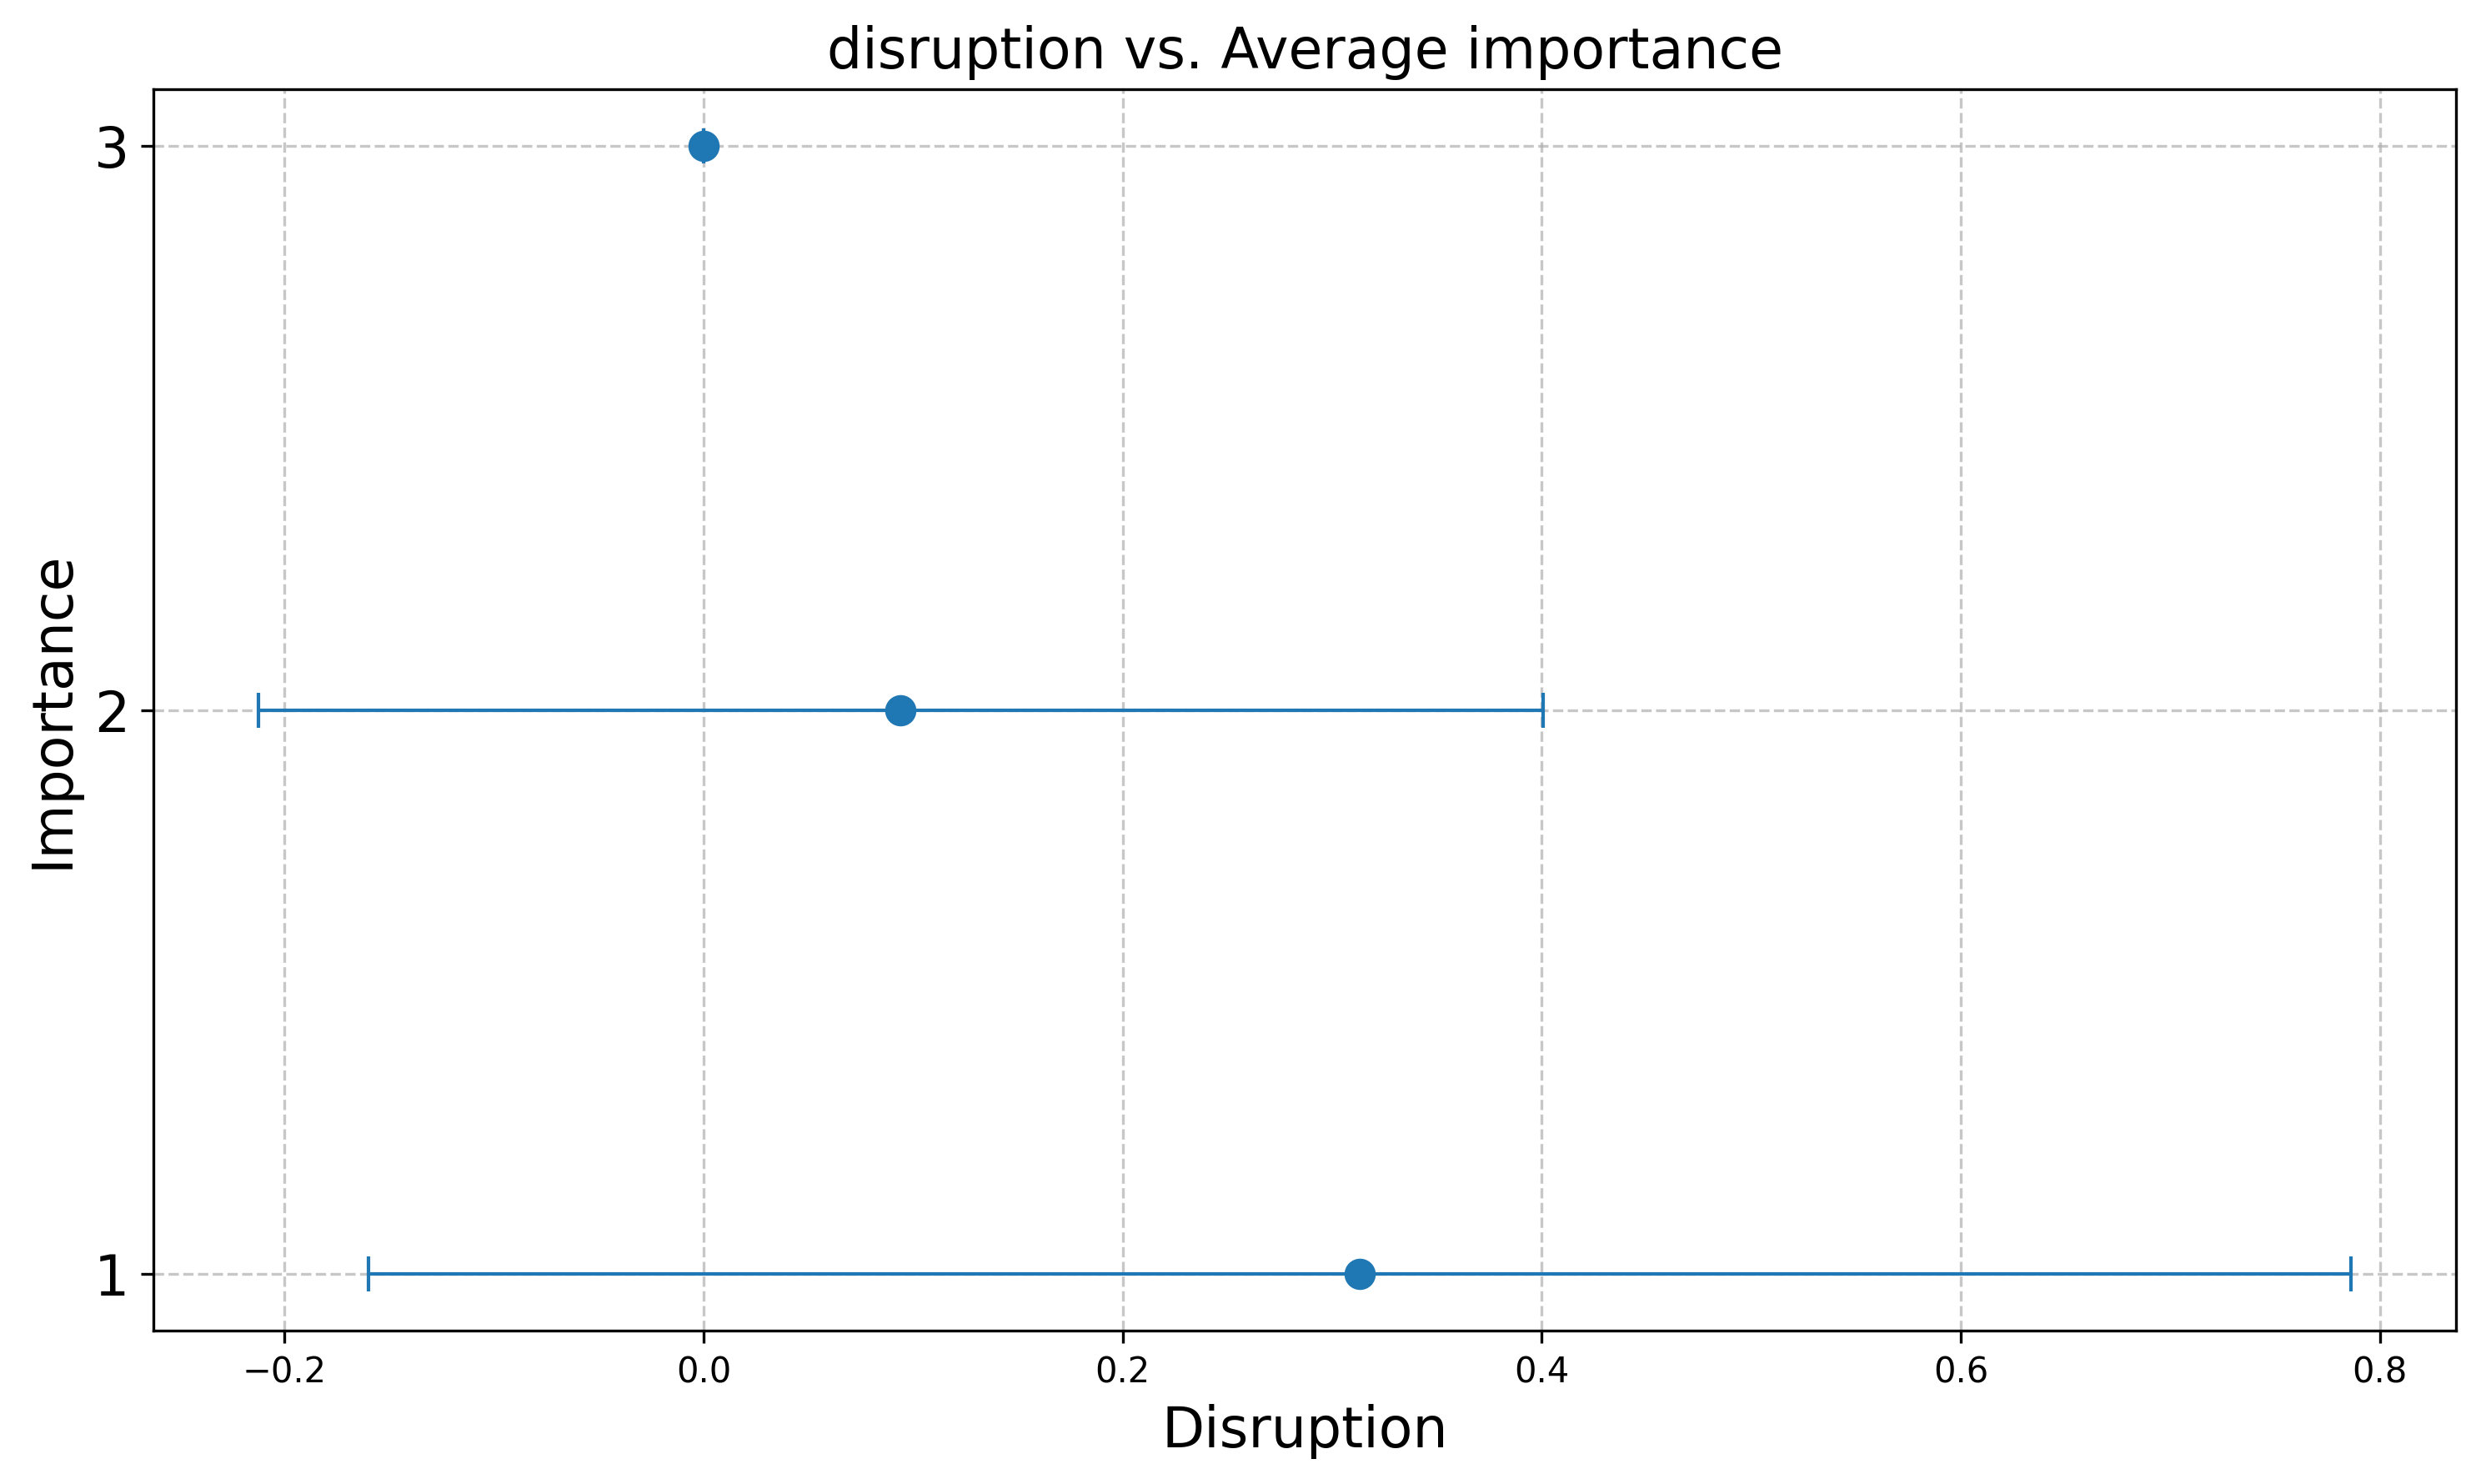 disruption vs. Average importance
3
2
1
Importance
−0.2 0.0 0.2 0.4 0.6 0.8
Disruption